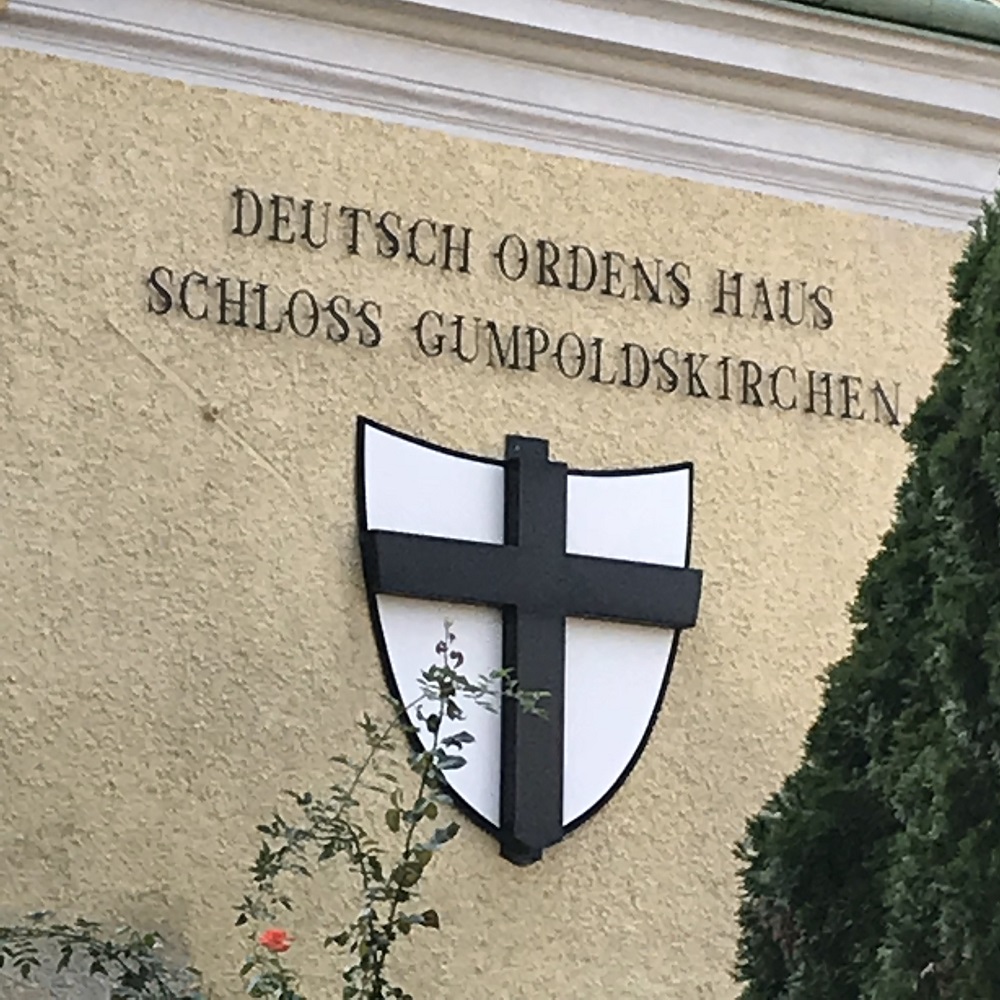 DEUTSCH ORDENS HAUS
SCHLOSS GUMPOLDSKIRCHEN